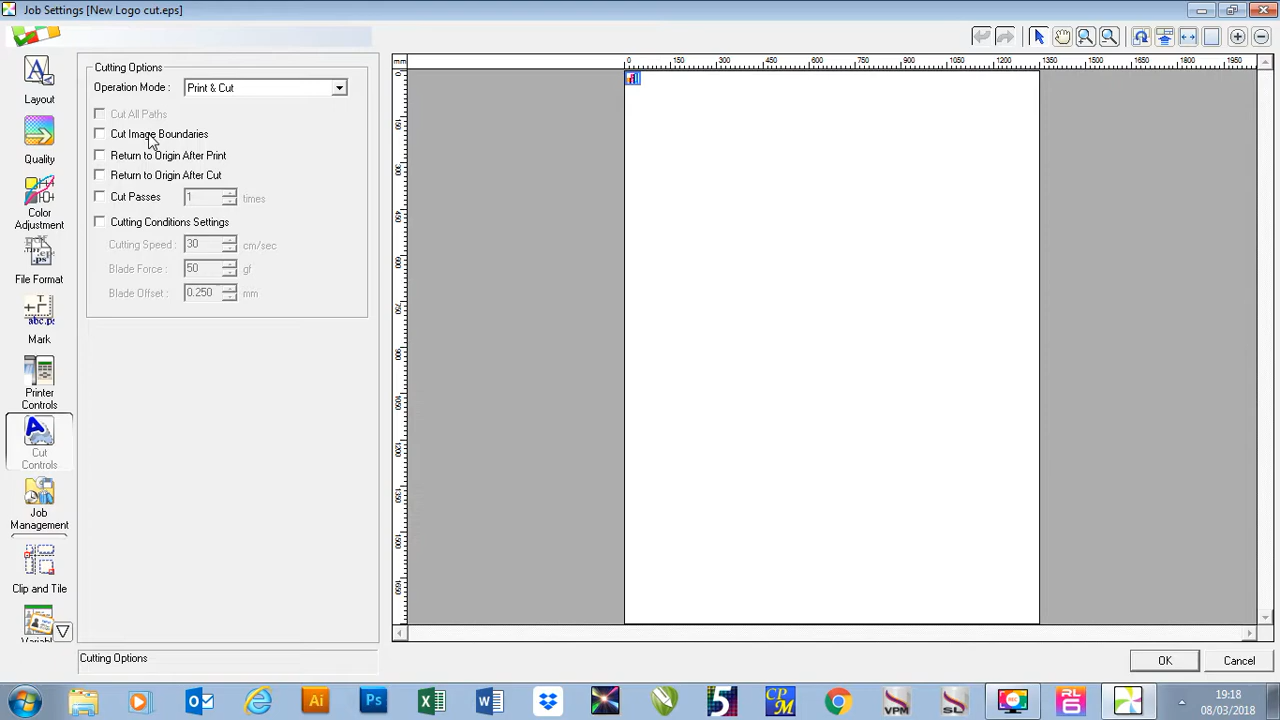 Job Settings [New Logo cut.eps]
Layout
Quality
Color
Adjustment
File Format
Mark
Printer
Controls
Cut
Controls
Job
Management
Clip and Tile
Cutting Options
Operation Mode : Print & Cut
Cut All Paths
Cut Image Boundaries
Return to Origin After Print
Return to Origin After Cut
Cut Passes 1 times
Cutting Conditions Settings
Cutting Speed : 30 cm/sec
Blade Force : 50 gf
Blade Offset : 0.250 mm
Cutting Options
mm 0 150 300 450 600 750 900 1050 1200 1350 1500 1650 1800 1950
OK Cancel
19:18
08/03/2018